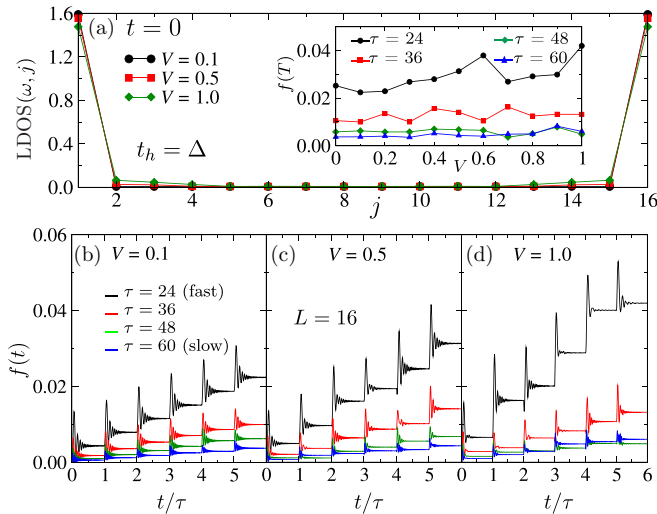 (a) t = 0
V = 0.1
V = 0.5
V = 1.0
t_h = Δ
LDOS(ω, j)
1.6
1.2
0.8
0.4
0.0
2 4 6 8 10 12 14 16
j
τ = 24 τ = 48
τ = 36 τ = 60
f(T)
0.04
0.02
0.00
0 0.2 0.4 0.6 0.8 1
V
(b) V = 0.1
τ = 24 (fast)
τ = 36
τ = 48
τ = 60 (slow)
(c) V = 0.5
L = 16
(d) V = 1.0
f(t)
0.06
0.04
0.02
0.00
0 1 2 3 4 5 6
0 1 2 3 4 5 6
0 1 2 3 4 5 6
t/τ t/τ t/τ